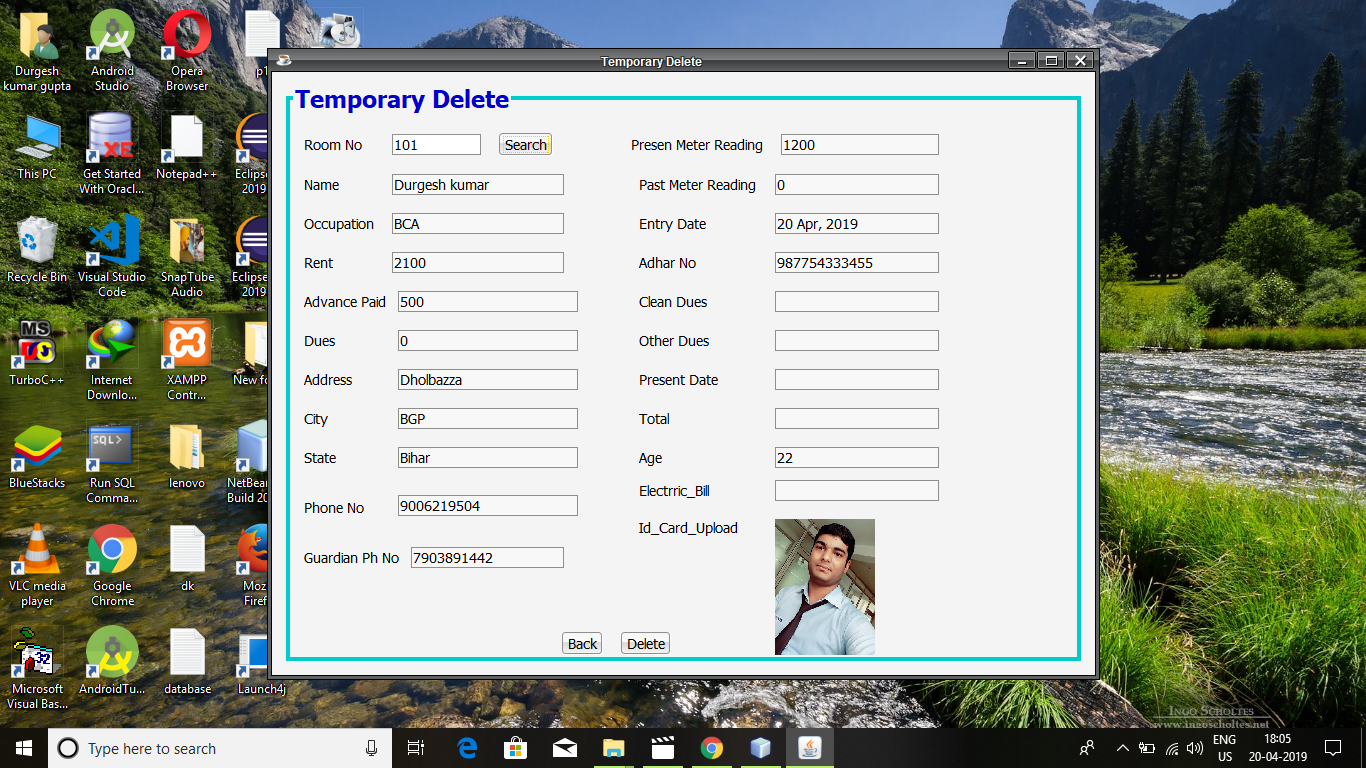 Durgesh
kumar gupta
Android
Studio
Opera
Browser
This PC
XE
Get Started
With Oracl...
Notepad++
Eclipse
2019
Recycle Bin
Visual Studio
Code
SnapTube
Audio
Eclipse
2019
MS
TurboC++
Internet
Downlo...
XAMPP
Contr...
New fo
BlueStacks
SQL>
Run SQL
Comma...
lenovo
NetBean
Build 20
VLC media
player
Google
Chrome
dk
Mozi
Firef
32
Microsoft
Visual Bas...
AndroidTu...
database
Launch4j
Temporary Delete
Temporary Delete
Room No 101 Search Presen Meter Reading 1200
Name Durgesh kumar Past Meter Reading 0
Occupation BCA Entry Date 20 Apr, 2019
Rent 2100 Adhar No 987754333455
Advance Paid 500 Clean Dues
Dues 0 Other Dues
Address Dholbazza Present Date
City BGP Total
State Bihar Age 22
Electrric_Bill
Phone No 9006219504
Id_Card_Upload
Guardian Ph No 7903891442
Back Delete
Ingo Scholtes
www.ingoscholtes.net
Type here to search
ENG
US
18:05
20-04-2019